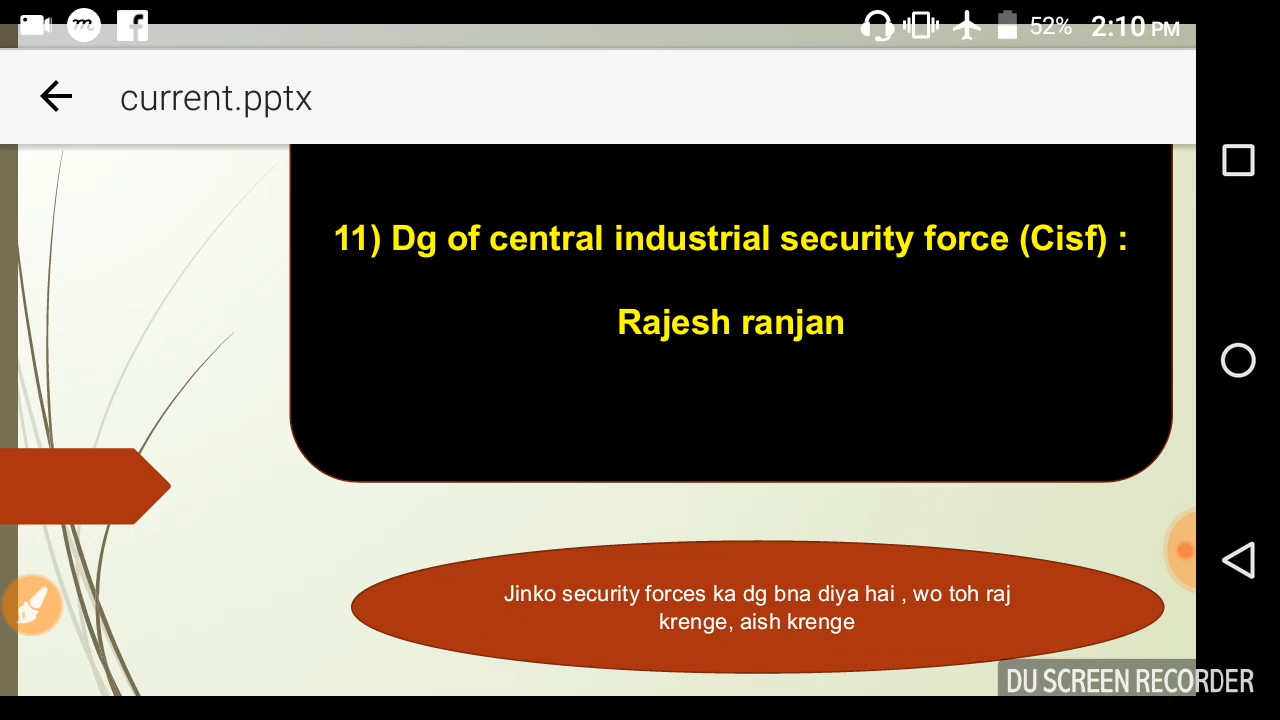 52% 2:10 PM
current.pptx
11) Dg of central industrial security force (Cisf) :
Rajesh ranjan
Jinko security forces ka dg bna diya hai , wo toh raj
krenge, aish krenge
DU SCREEN RECORDER